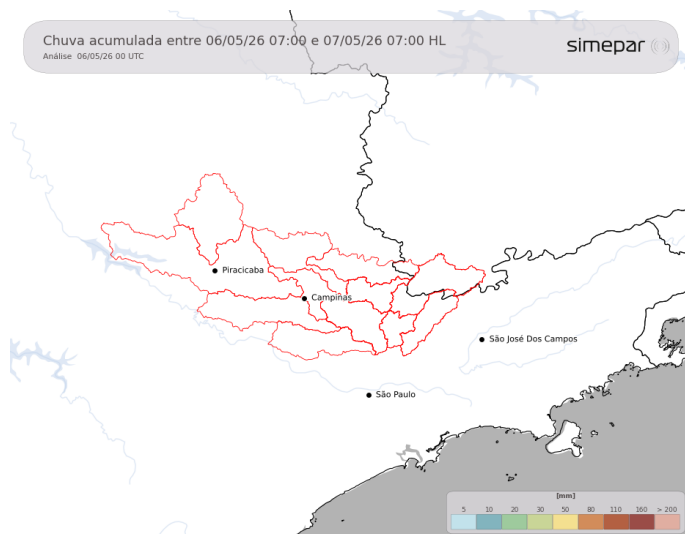 Chuva acumulada entre 06/05/26 07:00 e 07/05/26 07:00 HL
Análise 06/05/26 00 UTC
simepar
Piracicaba
Campinas
São José Dos Campos
São Paulo
[mm]
5 10 20 30 50 80 110 160 > 200